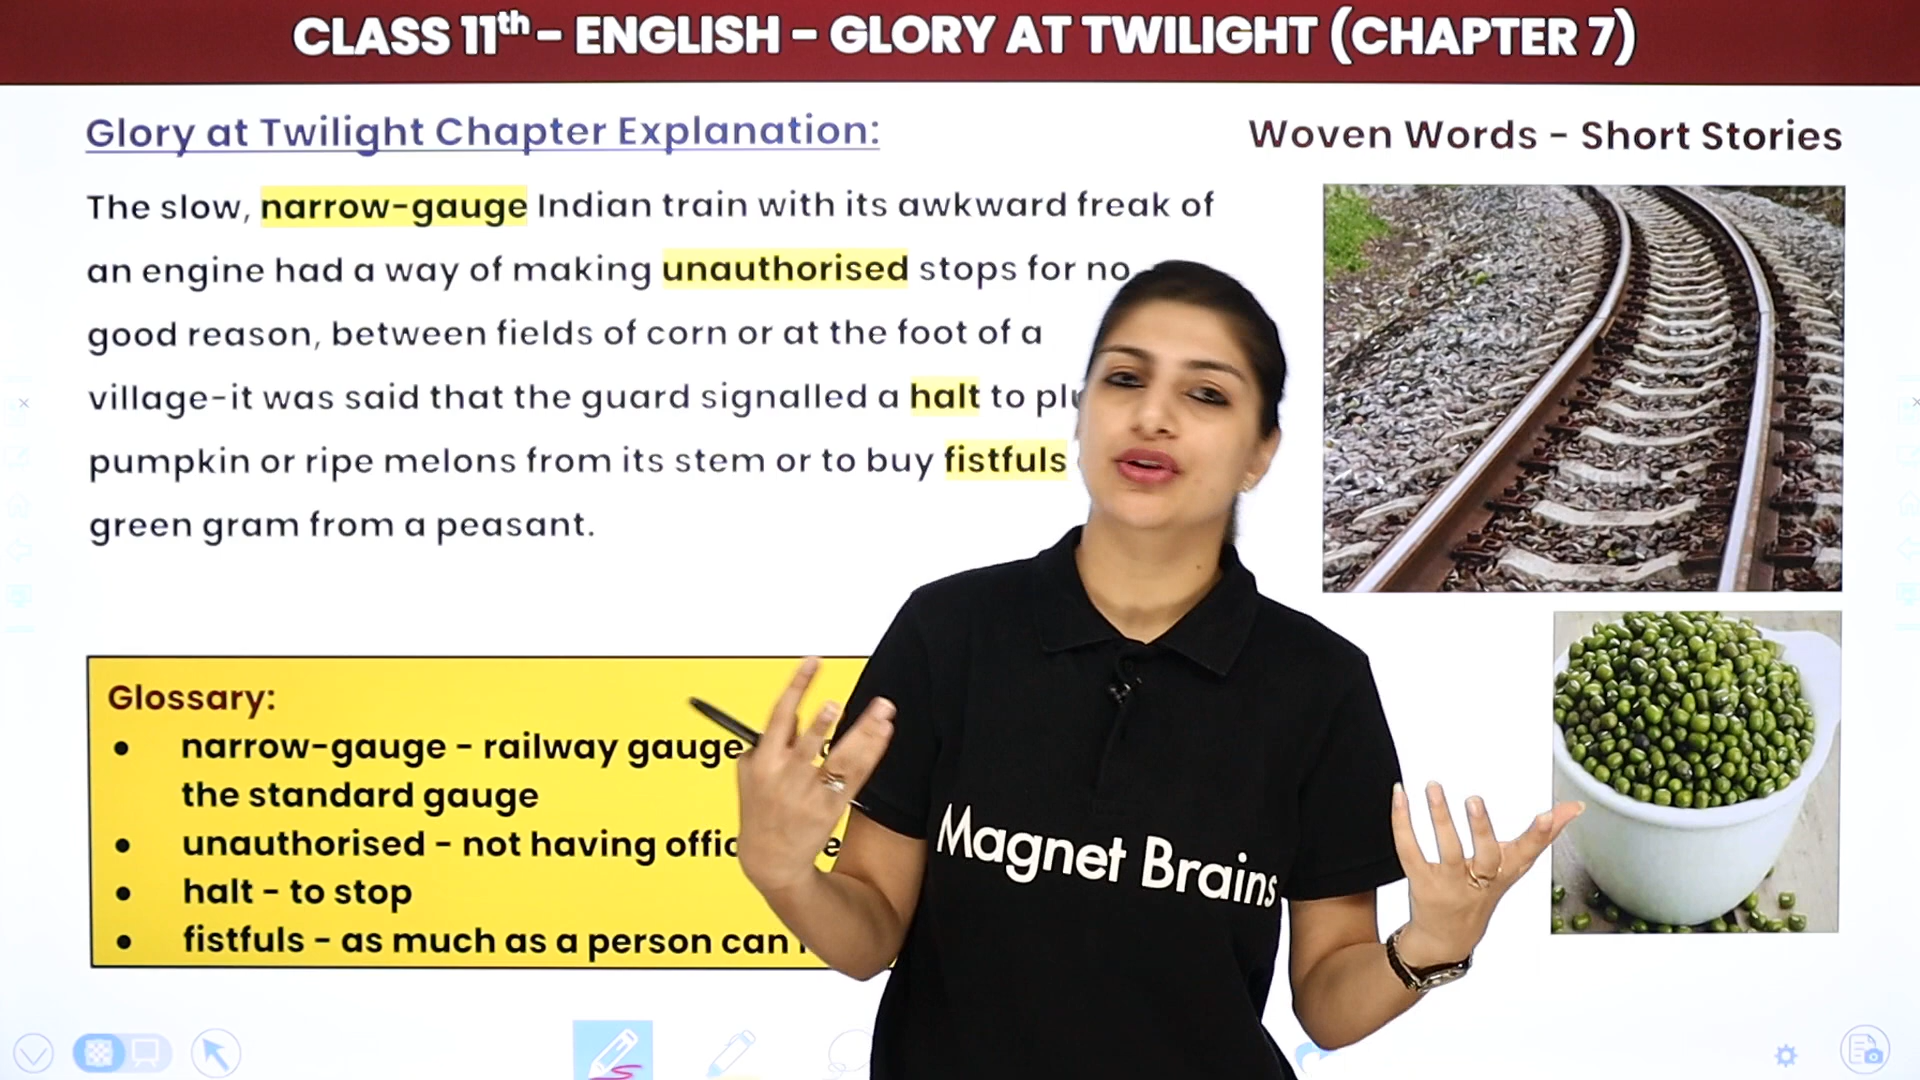 CLASS 11th - ENGLISH - GLORY AT TWILIGHT (CHAPTER 7)
Glory at Twilight Chapter Explanation:
Woven Words - Short Stories
The slow, narrow-gauge Indian train with its awkward freak of
an engine had a way of making unauthorised stops for no
good reason, between fields of corn or at the foot of a
village-it was said that the guard signalled a halt to
pumpkin or ripe melons from its stem or to buy fistfuls
green gram from a peasant.
Glossary:
• narrow-gauge - railway gauge
the standard gauge
• unauthorised - not having
• halt - to stop
• fistfuls - as much as a person can
Magnet Brains